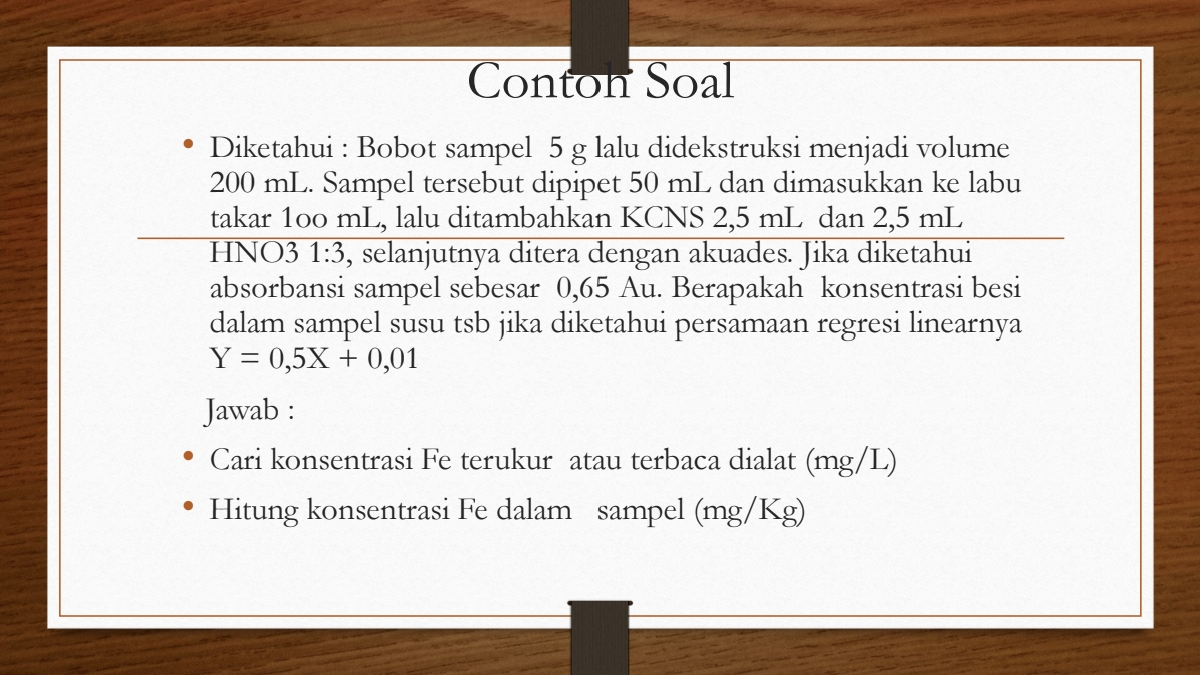 Contoh Soal
• Diketahui : Bobot sampel 5 g lalu didekstruksi menjadi volume
200 mL. Sampel tersebut dipipet 50 mL dan dimasukkan ke labu
takar 1oo mL, lalu ditambahkan KCNS 2,5 mL dan 2,5 mL
HNO3 1:3, selanjutnya ditera dengan akuades. Jika diketahui
absorbansi sampel sebesar 0,65 Au. Berapakah konsentrasi besi
dalam sampel susu tsb jika diketahui persamaan regresi linearnya
Y = 0,5X + 0,01
Jawab :
• Cari konsentrasi Fe terukur atau terbaca dialat (mg/L)
• Hitung konsentrasi Fe dalam sampel (mg/Kg)